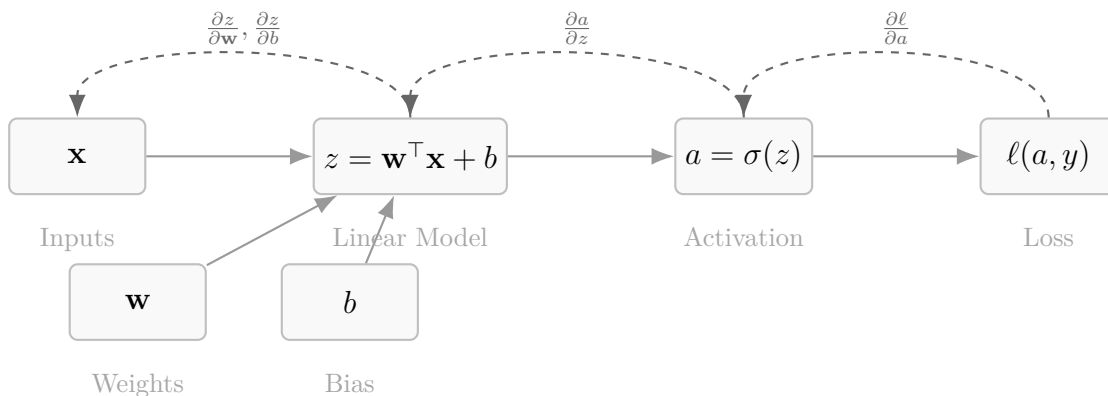 ∂z/∂𝐰, ∂z/∂b   ∂a/∂z   ∂ℓ/∂a
𝐱   z = 𝐰⊤𝐱 + b   a = σ(z)   ℓ(a, y)
Inputs   Linear Model   Activation   Loss
𝐰   b
Weights   Bias